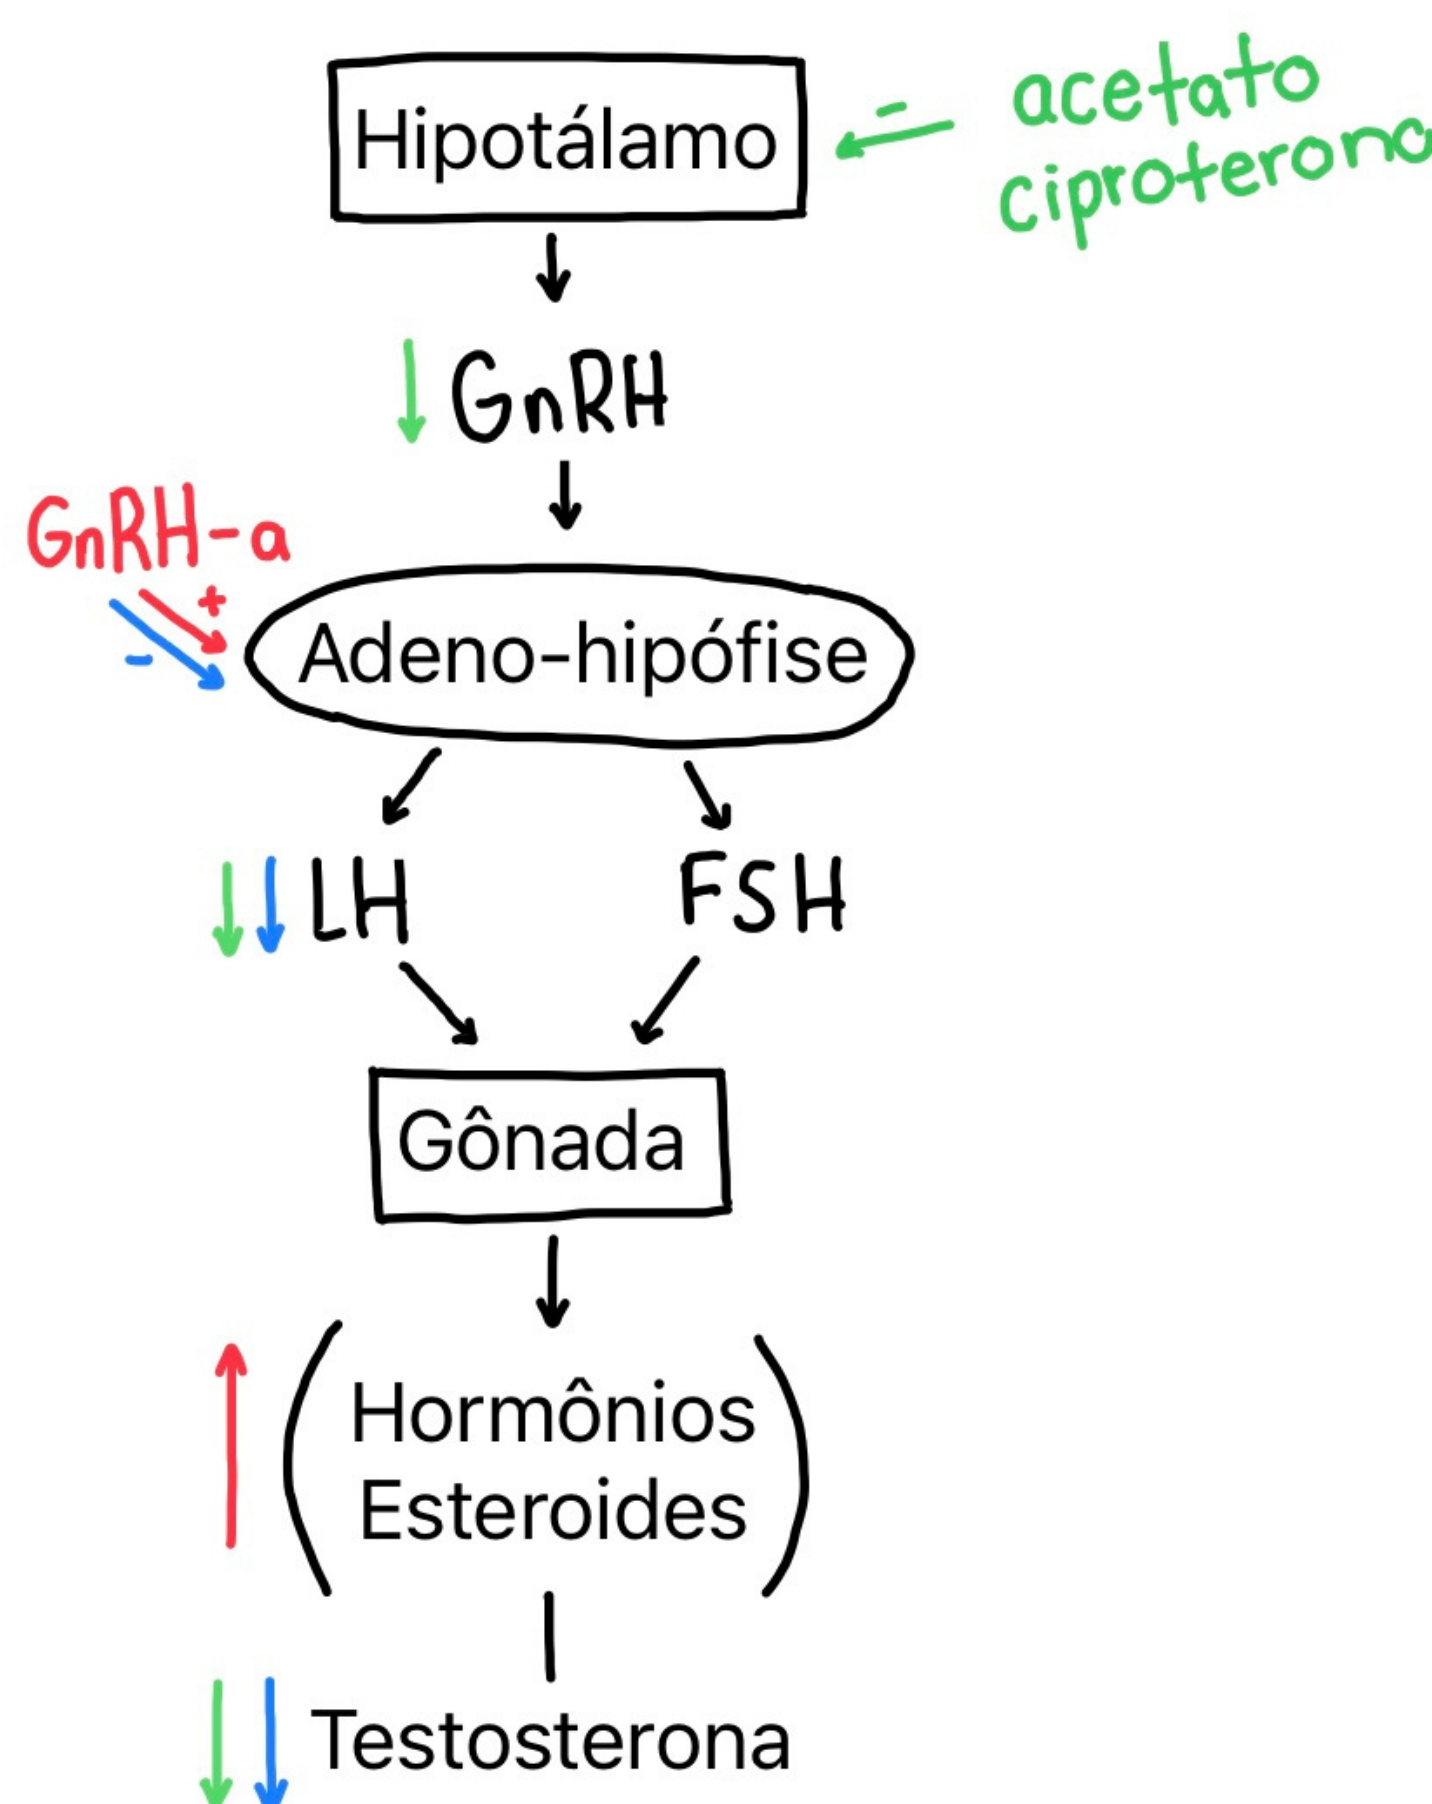 Hipotálamo
-
acetato
ciproterona
GnRH
GnRH-a
+
-
Adeno-hipófise
LH
FSH
Gônada
Hormônios
Esteroides
Testosterona